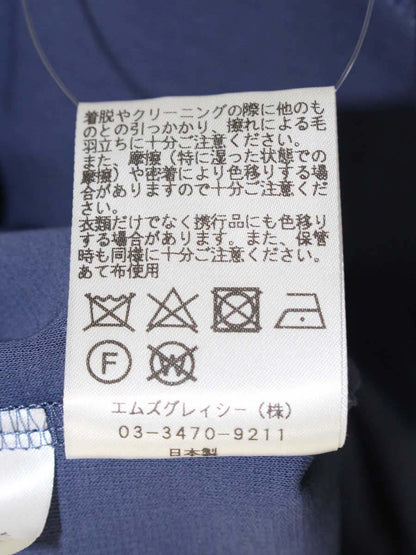 着脱やクリーニングの際に他のも
のとの引っかかり、擦れによる毛
羽立ちに十分ご注意ください。
また、摩擦（特に湿った状態での
摩擦）や密着により色移りする場
合がありますので十分ご注意くだ
さい。
衣類だけでなく携行品にも色移り
する場合があります。また、保管
時も同様に十分ご注意ください。
あて布使用
F W
エムズグレイシー（株）
03-3470-9211
日本製